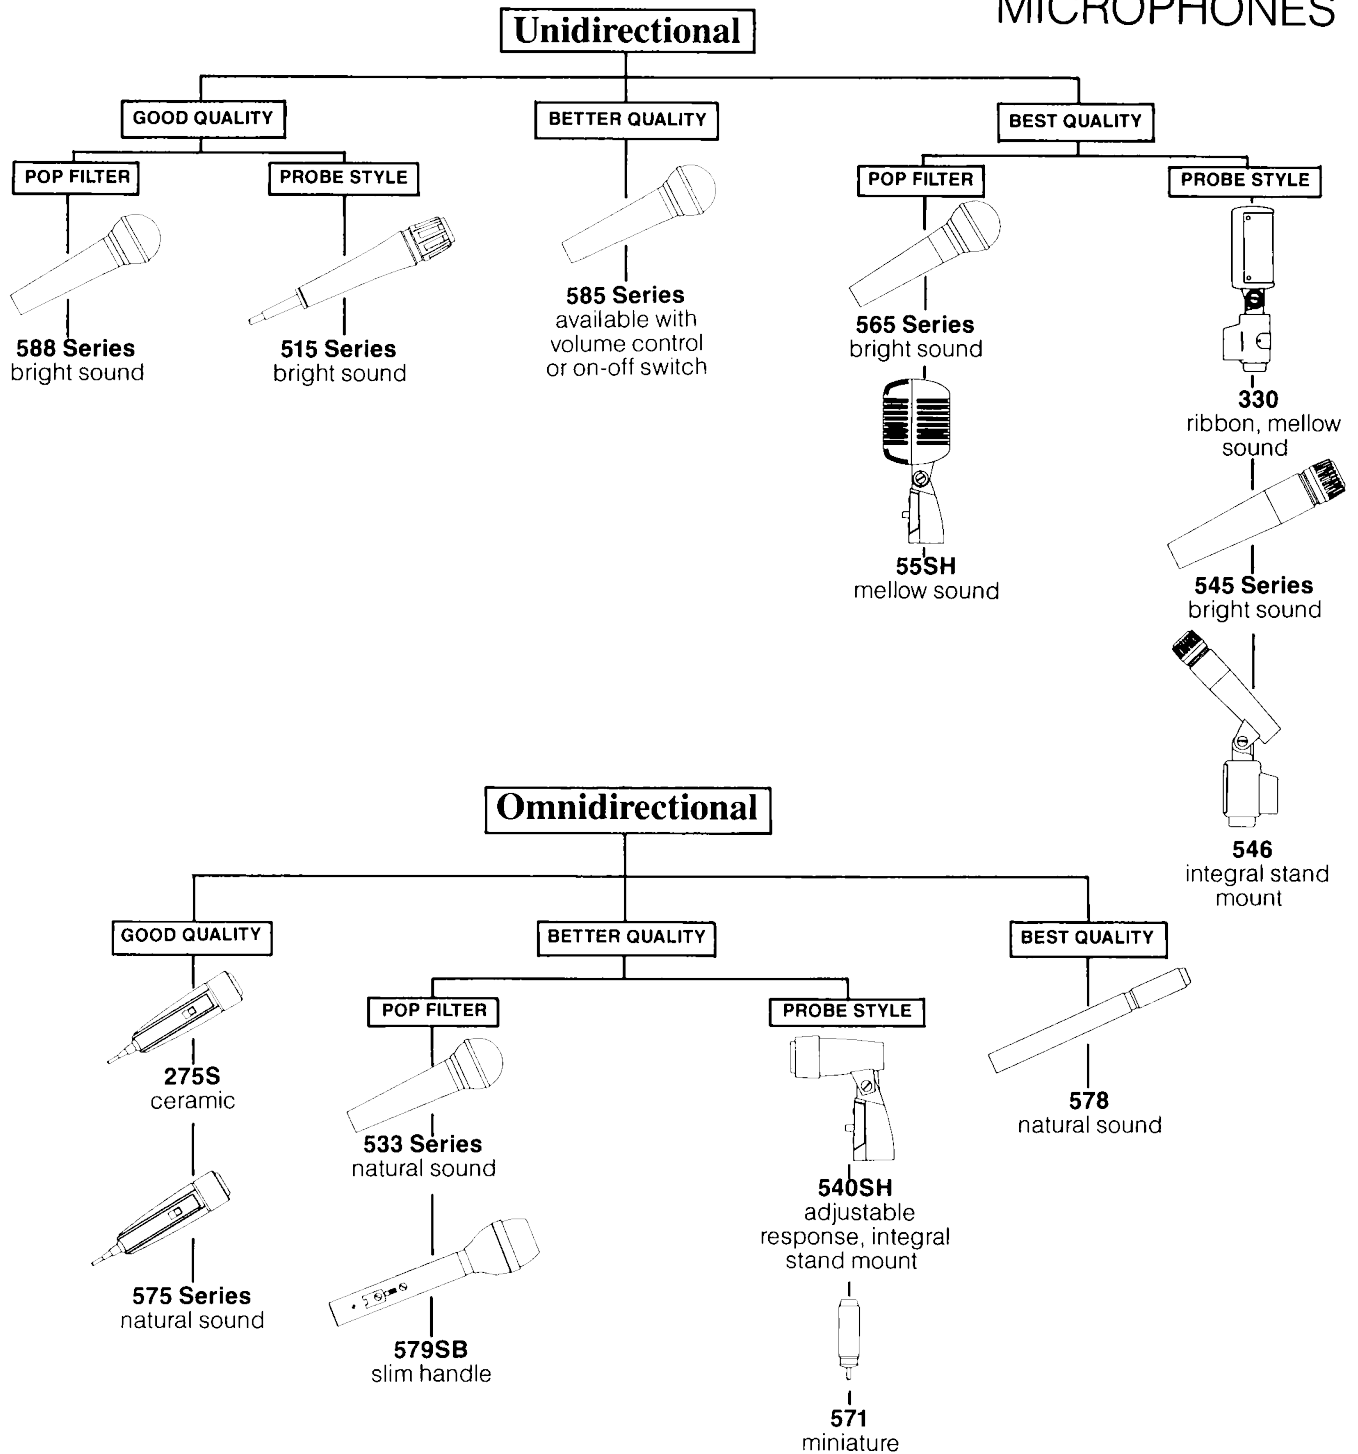 MICROPHONES
Unidirectional
GOOD QUALITY
BETTER QUALITY
BEST QUALITY
POP FILTER
PROBE STYLE
POP FILTER
PROBE STYLE
588 Series
bright sound
515 Series
bright sound
585 Series
available with
volume control
or on-off switch
565 Series
bright sound
55SH
mellow sound
330
ribbon, mellow
sound
545 Series
bright sound
546
integral stand
mount
Omnidirectional
GOOD QUALITY
BETTER QUALITY
BEST QUALITY
POP FILTER
PROBE STYLE
275S
ceramic
575 Series
natural sound
533 Series
natural sound
579SB
slim handle
540SH
adjustable
response, integral
stand mount
571
miniature
578
natural sound